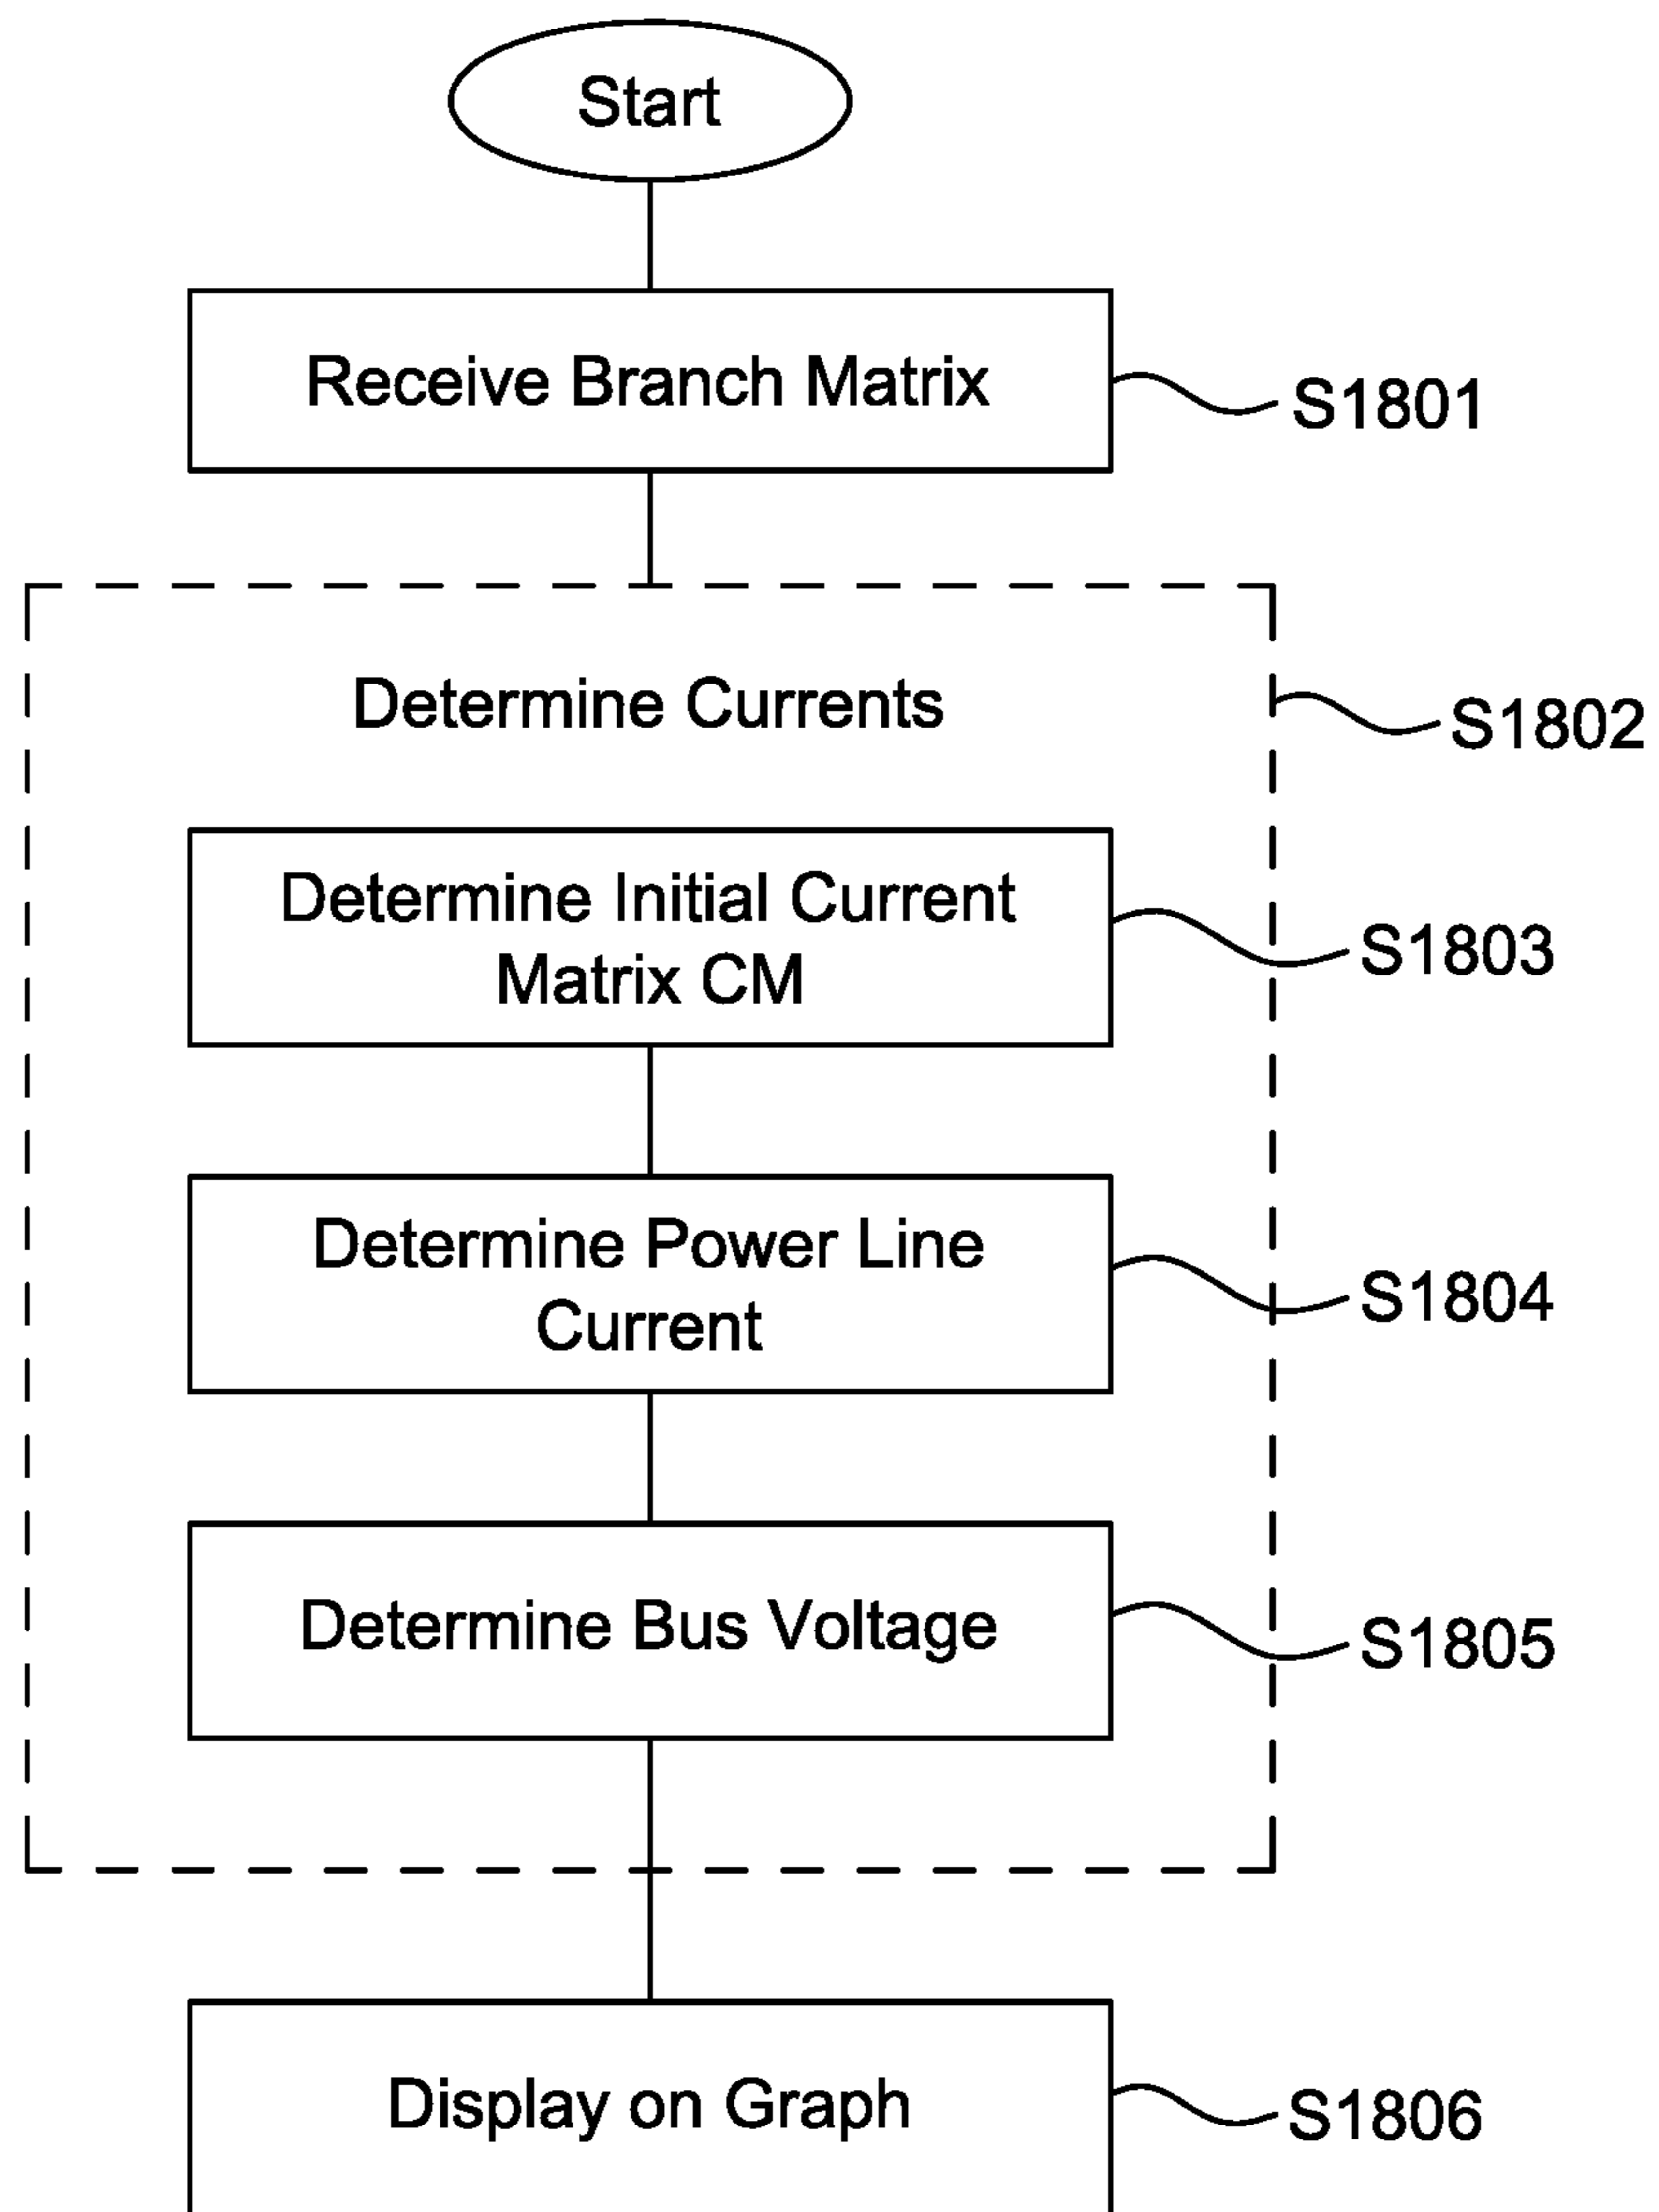 Start
Receive Branch Matrix
S1801
Determine Currents
S1802
Determine Initial Current
Matrix CM
S1803
Determine Power Line
Current
S1804
Determine Bus Voltage
S1805
Display on Graph
S1806